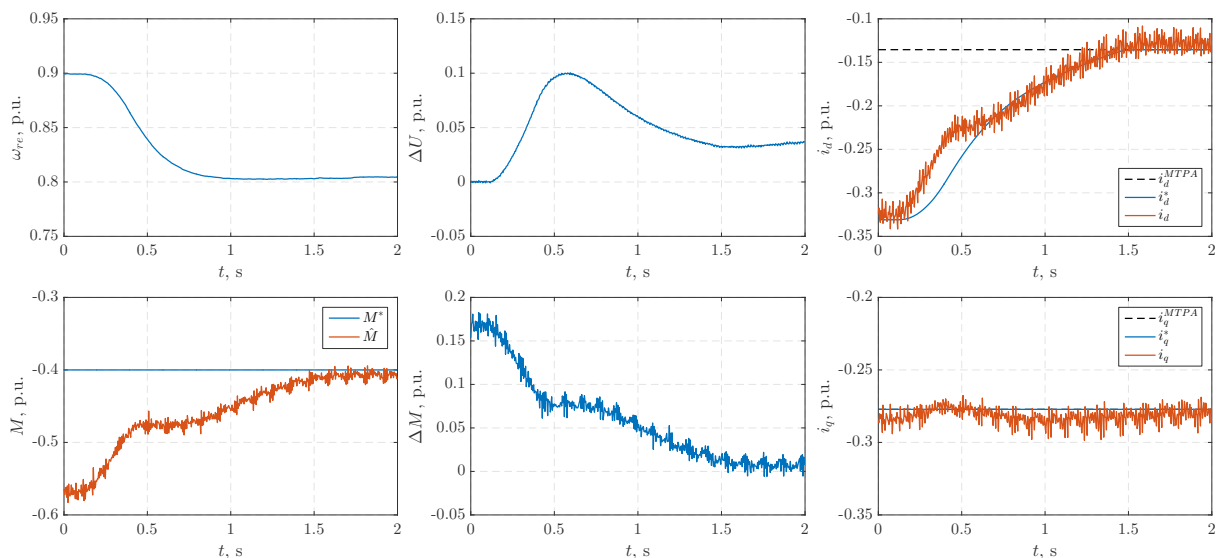 0.95
0.9
0.85
0.8
0.75
ω_re, p.u.
0 0.5 1 1.5 2
t, s
0.15
0.1
0.05
0
-0.05
ΔU, p.u.
0 0.5 1 1.5 2
t, s
-0.1
-0.15
-0.2
-0.25
-0.3
-0.35
i_d, p.u.
i_d^MTPA
i_d^*
i_d
0 0.5 1 1.5 2
t, s
-0.3
-0.4
-0.5
-0.6
M, p.u.
M^*
M̂
0 0.5 1 1.5 2
t, s
0.2
0.15
0.1
0.05
0
-0.05
ΔM, p.u.
0 0.5 1 1.5 2
t, s
-0.2
-0.25
-0.3
-0.35
i_q, p.u.
i_q^MTPA
i_q^*
i_q
0 0.5 1 1.5 2
t, s